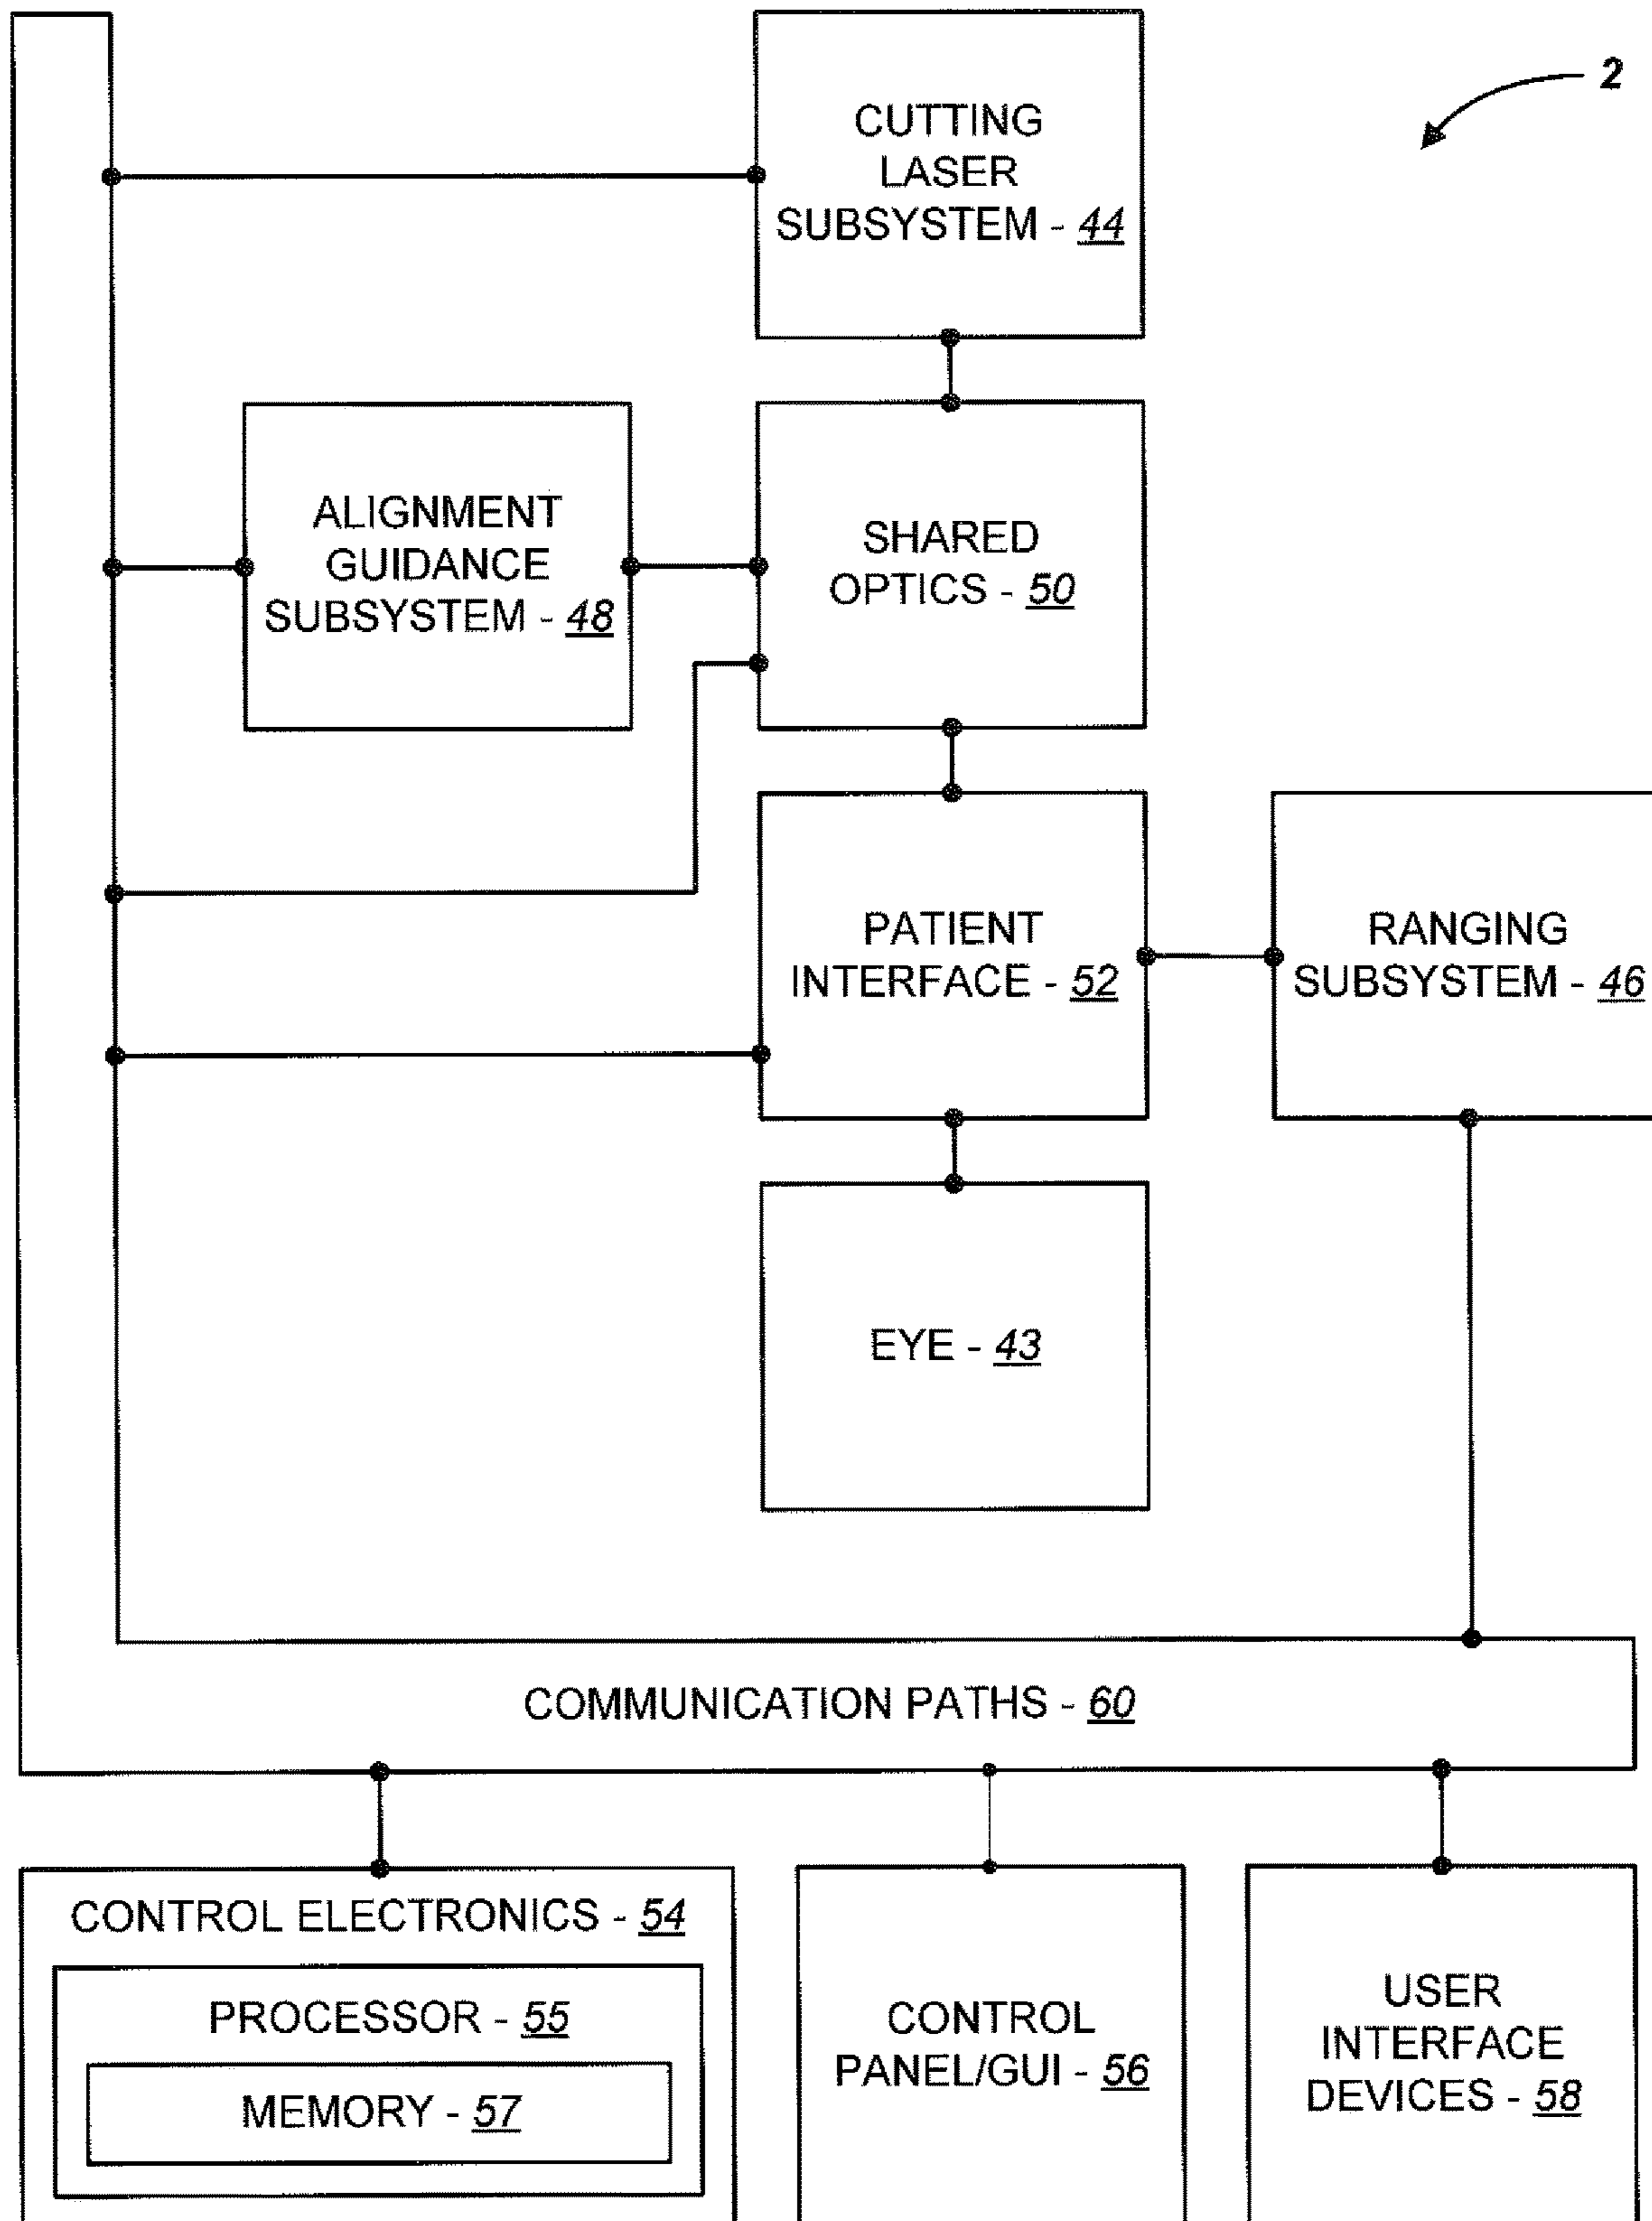 2
CUTTING
LASER
SUBSYSTEM - 44
ALIGNMENT
GUIDANCE
SUBSYSTEM - 48
SHARED
OPTICS - 50
PATIENT
INTERFACE - 52
RANGING
SUBSYSTEM - 46
EYE - 43
COMMUNICATION PATHS - 60
CONTROL ELECTRONICS - 54
PROCESSOR - 55
MEMORY - 57
CONTROL
PANEL/GUI - 56
USER
INTERFACE
DEVICES - 58